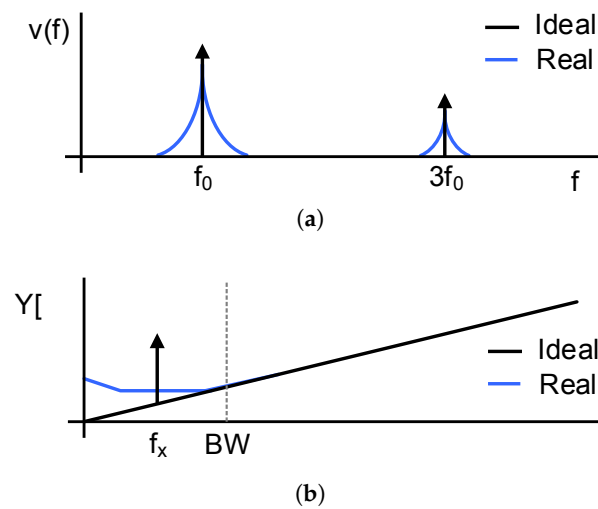 v(f)
Ideal
Real
f₀
3f₀
f
(a)
Y[
Ideal
Real
fₓ
BW
(b)